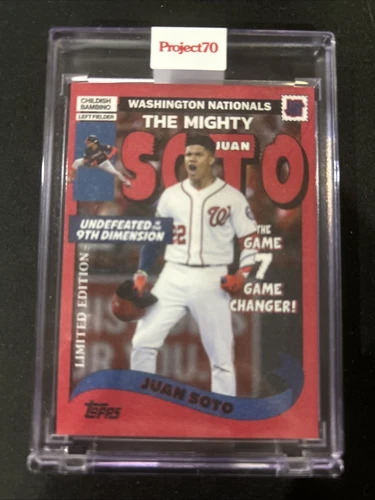 Project70
CHILDISH
BAMBINO
LEFT FIELDER
WASHINGTON NATIONALS
THE MIGHTY
JUAN
SOTO
UNDEFEATED IN THE
9TH DIMENSION
W
THE
GAME
7
GAME
CHANGER!
LIMITED EDITION
JUAN SOTO
TOPPS